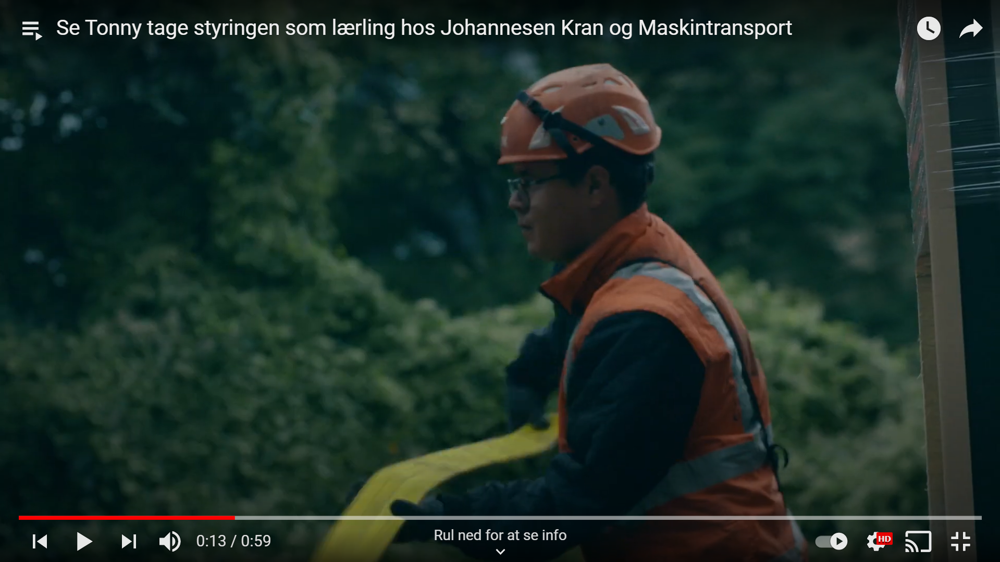 Se Tonny tage styringen som lærling hos Johannesen Kran og Maskintransport
Rul ned for at se info
0:13 / 0:59
HD